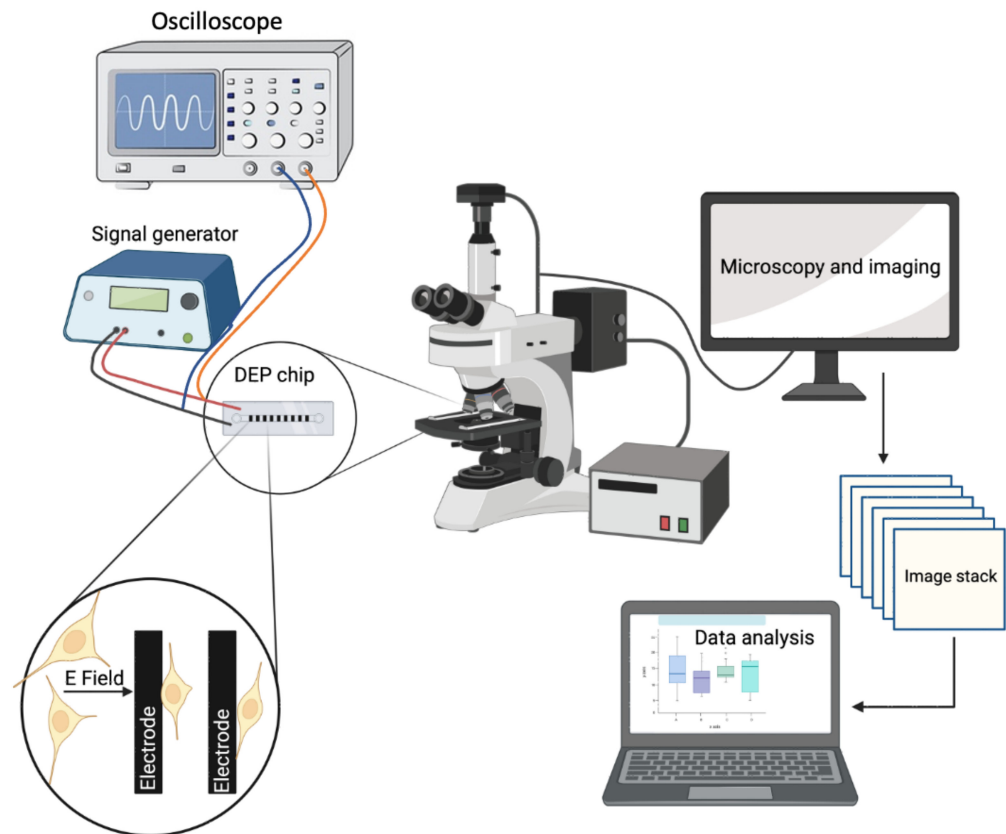 Oscilloscope
Signal generator
DEP chip
Microscopy and imaging
Image stack
Data analysis
E Field
Electrode
Electrode